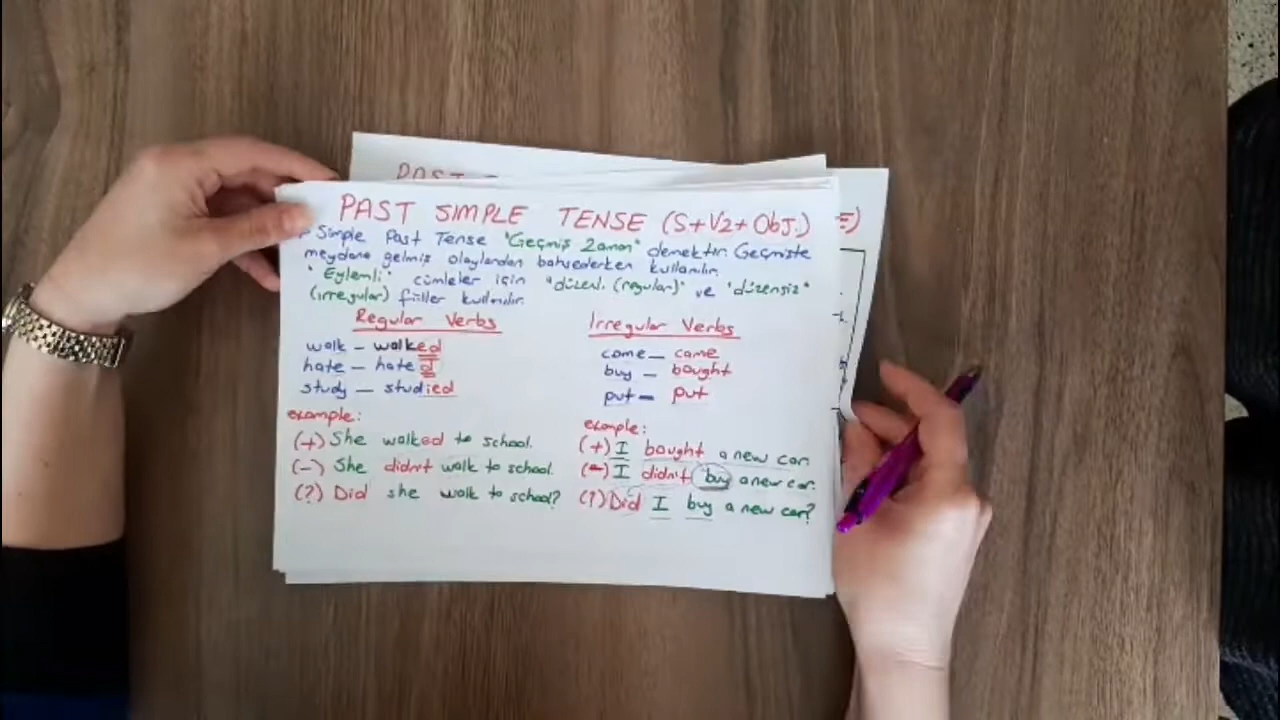 PAST
PAST SIMPLE TENSE (S+V2+Obj.)
Simple Past Tense "Geçmiş Zaman" demektir. Geçmişte
meydana gelmiş olaylardan bahsederken kullanılır.
"Eylemli" cümleler için "düzenli (regular)" ve "düzensiz"
(irregular) fiiller kullanılır.
Regular Verbs
walk – walked
hate – hated
study – studied
example:
(+) She walked to school.
(-) She didn't walk to school.
(?) Did she walk to school?
Irregular Verbs
come – came
buy – bought
put – put
example:
(+) I bought a new car.
(-) I didn't buy a new car.
(?) Did I buy a new car?